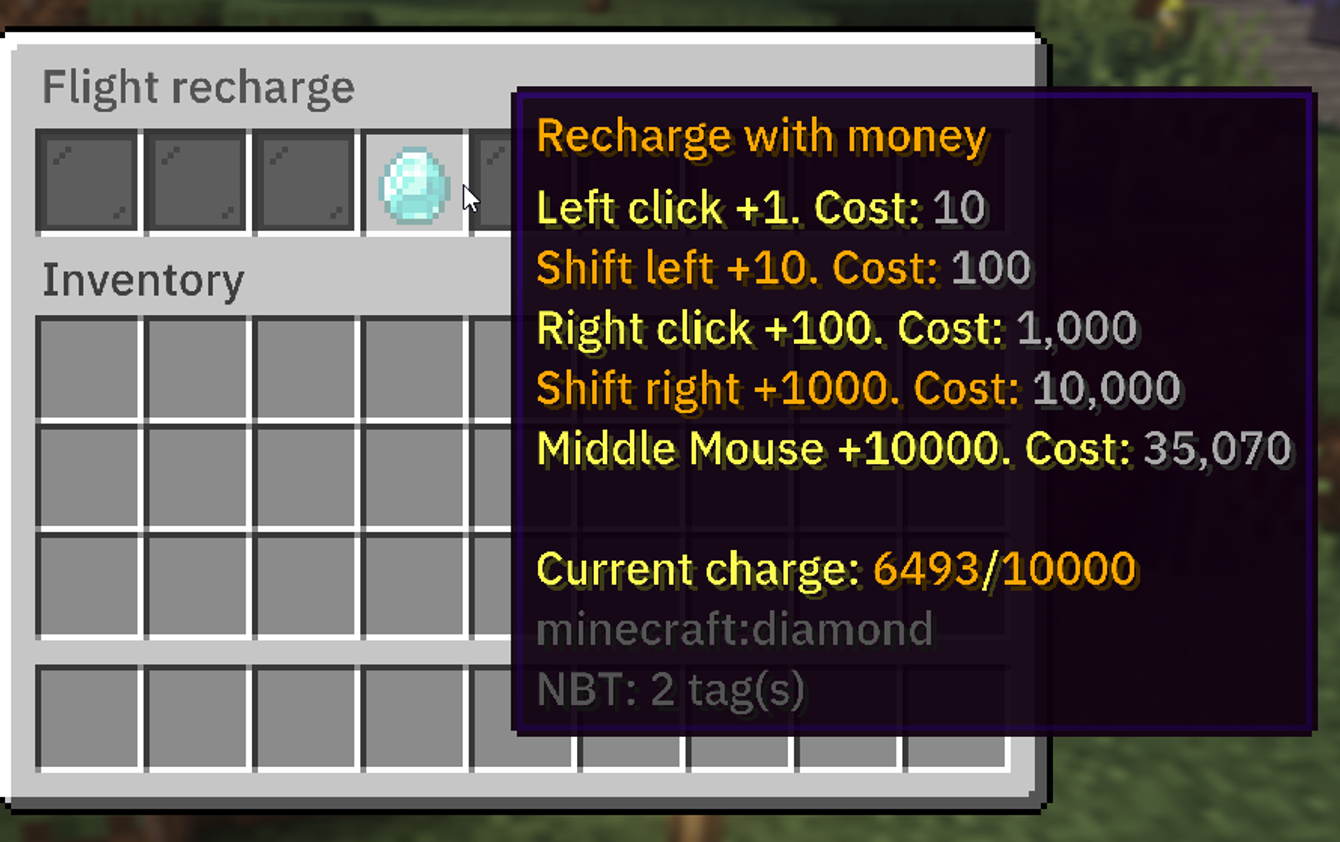 Flight recharge
Recharge with money
Left click +1. Cost: 10
Shift left +10. Cost: 100
Right click +100. Cost: 1,000
Shift right +1000. Cost: 10,000
Middle Mouse +10000. Cost: 35,070
Current charge: 6493/10000
minecraft:diamond
NBT: 2 tag(s)
Inventory